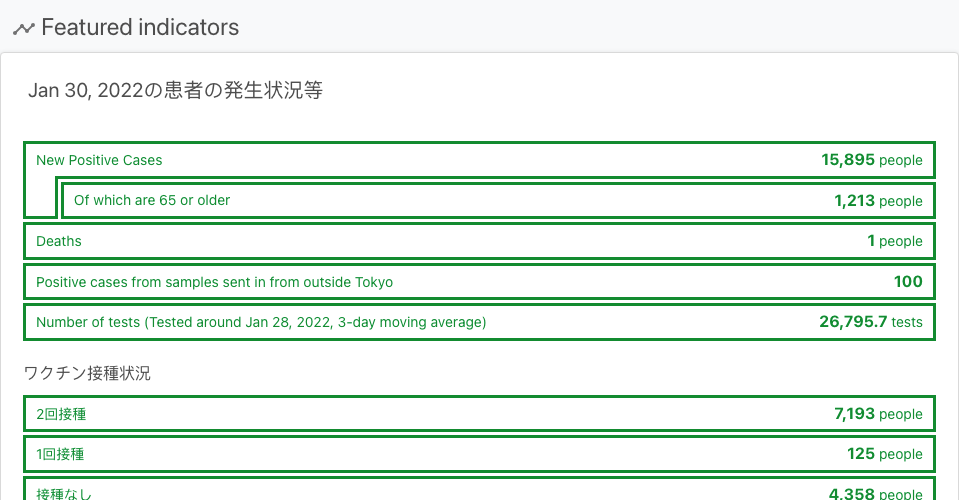 Featured indicators
Jan 30, 2022の患者の発生状況等
New Positive Cases 15,895 people
Of which are 65 or older 1,213 people
Deaths 1 people
Positive cases from samples sent in from outside Tokyo 100
Number of tests (Tested around Jan 28, 2022, 3-day moving average) 26,795.7 tests
ワクチン接種状況
2回接種 7,193 people
1回接種 125 people
接種なし 4,358 people